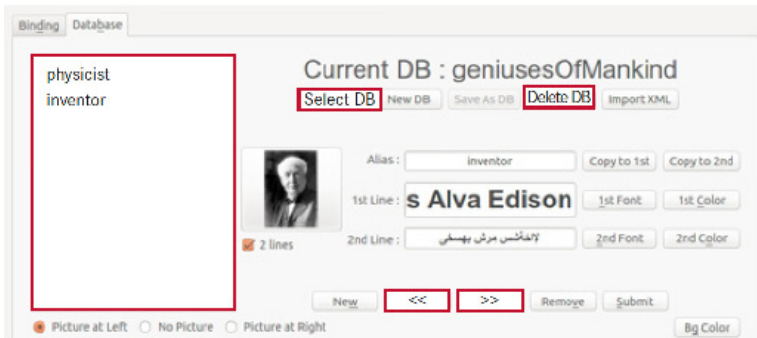 Binding Database
physicist
inventor
Current DB : geniusesOfMankind
Select DB New DB Save As DB Delete DB Import XML
Alias : inventor Copy to 1st Copy to 2nd
1st Line : s Alva Edison 1st Font 1st Color
2 lines
2nd Line : مرش 2nd Font 2nd Color
New << >> Remove Submit
Picture at Left No Picture Picture at Right
Bg Color